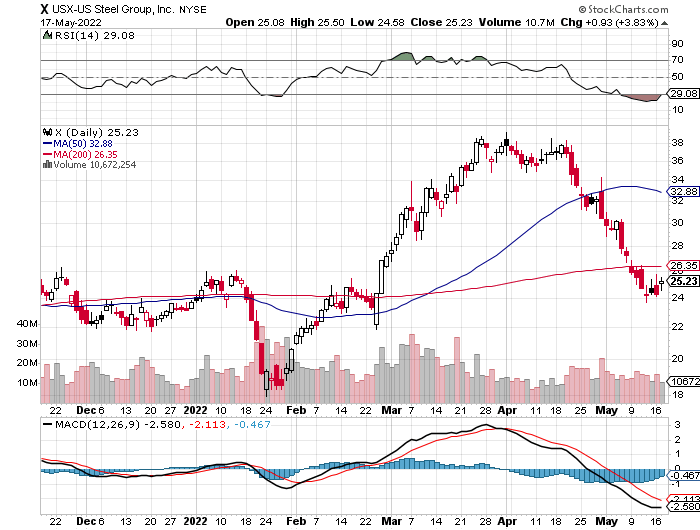 X USX-US Steel Group, Inc. NYSE © StockCharts.com
17-May-2022 Open 25.08 High 25.50 Low 24.58 Close 25.23 Volume 10.7M Chg +0.93 (+3.83%)
RSI(14) 29.08
90
70
50
30
29.08
10
X (Daily) 25.23
MA(50) 32.88
MA(200) 26.35
Volume 10,672,254
38
36
34
32.88
32
30
28
26.35
26
25.23
24
22
20
18
40M
30M
20M
10M
10672
22 Dec 6 13 20 27 2022 10 18 24 Feb 7 14 22 Mar 7 14 21 Apr 11 18 25 May 9 16
MACD(12,26,9) -2.580, -2.113, -0.467
3
2
1
0
-0.467
-1
-2.113
-2.580
22 Dec 6 13 20 27 2022 10 18 24 Feb 7 14 22 Mar 7 14 21 Apr 11 18 25 May 9 16